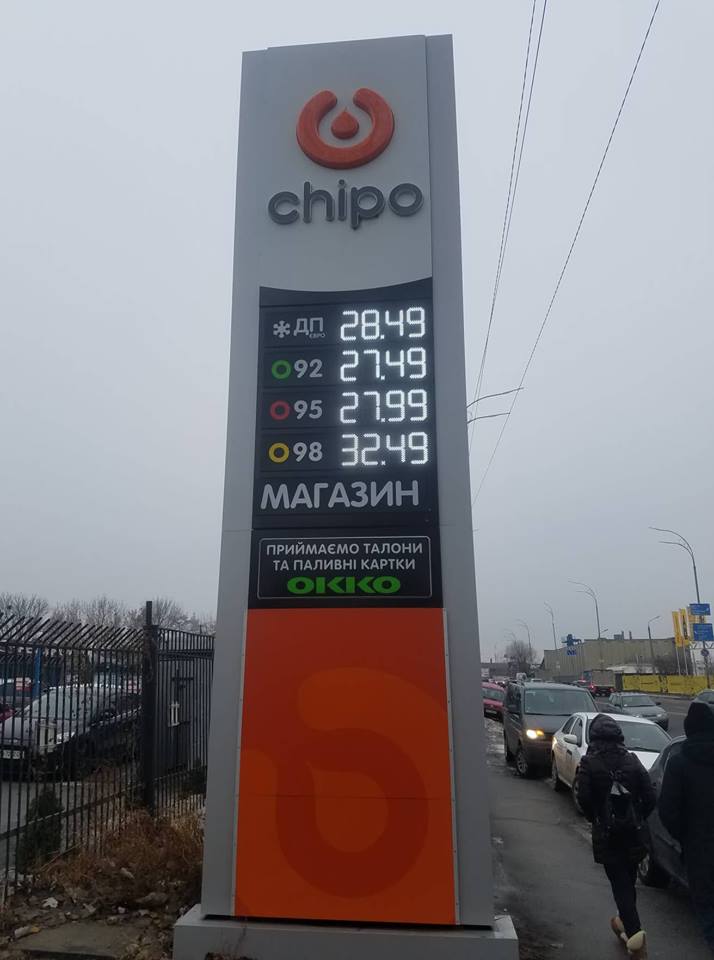 chipo
ДП ЄВРО 28.49
92 27.49
95 27.99
98 32.49
МАГАЗИН
ПРИЙМАЄМО ТАЛОНИ
ТА ПАЛИВНІ КАРТКИ
OKKO